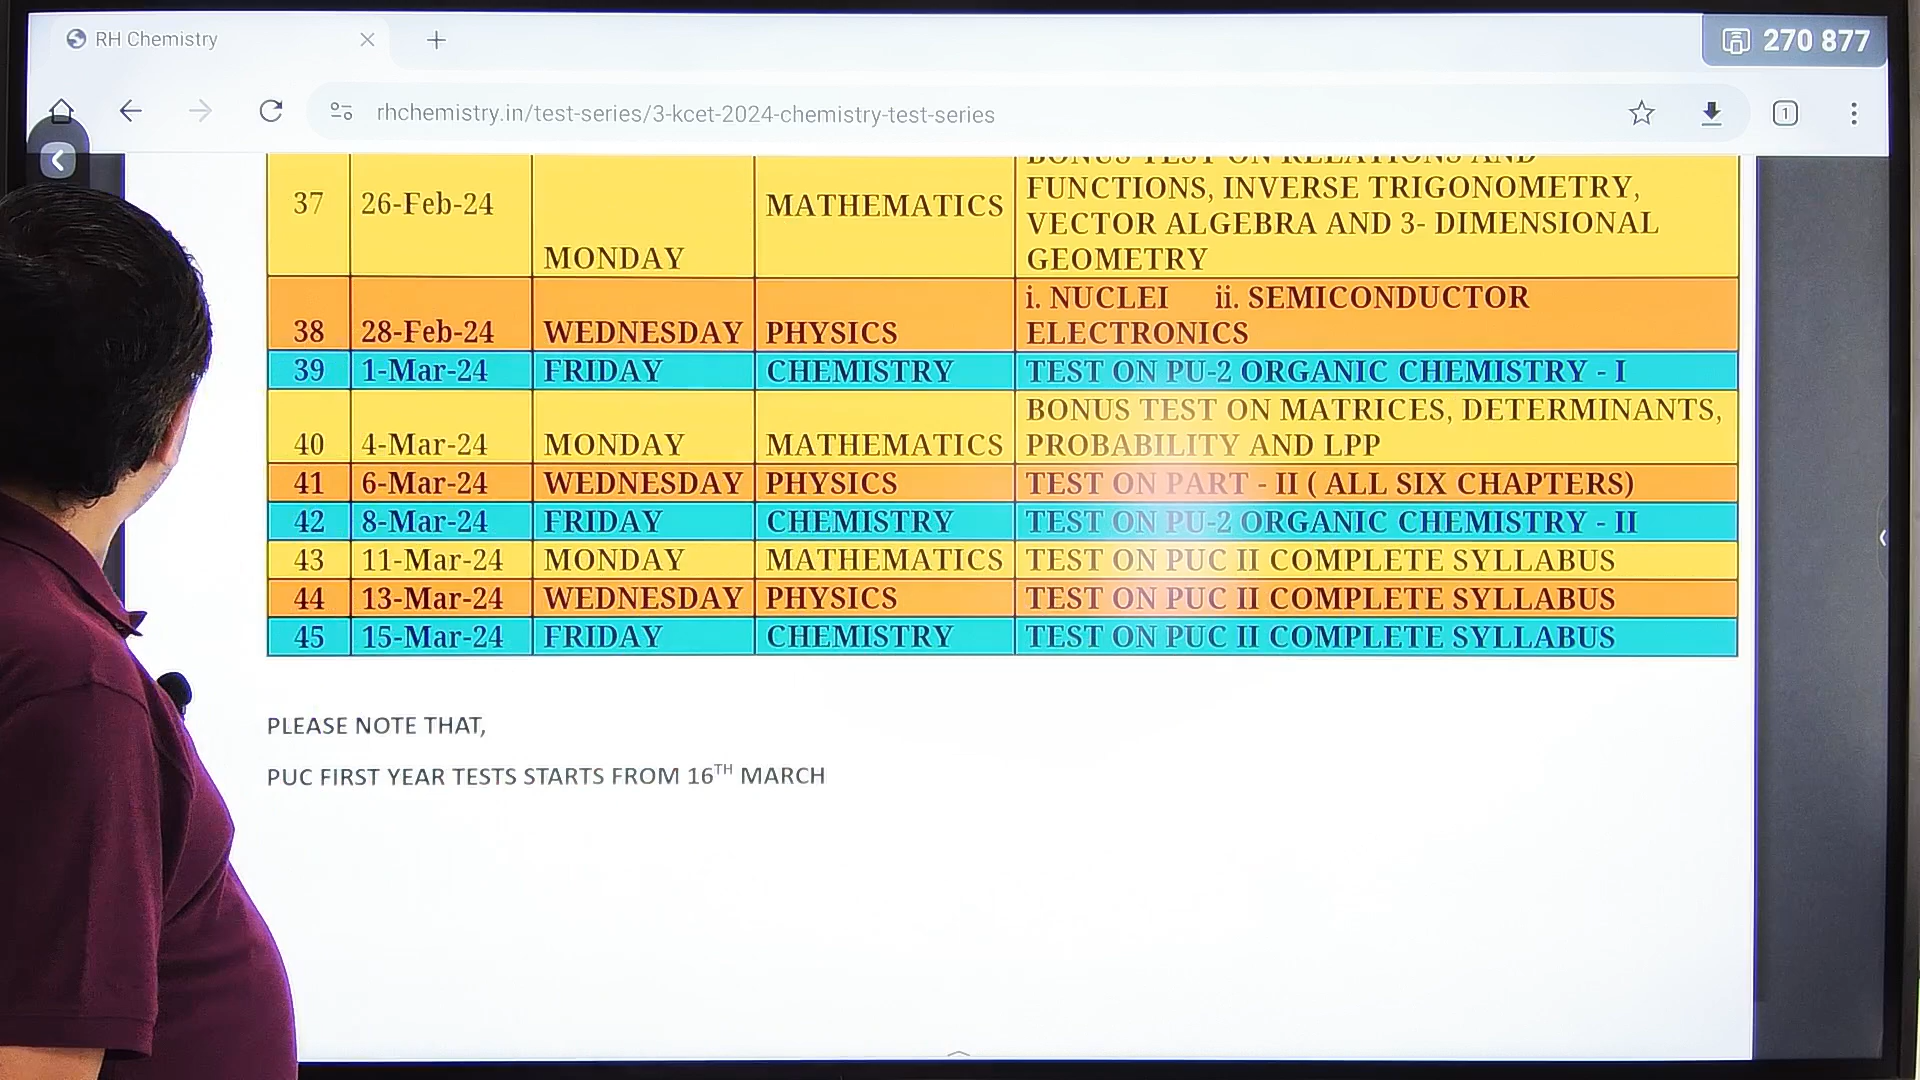 RH Chemistry
270 877
rhchemistry.in/test-series/3-kcet-2024-chemistry-test-series
1
37 26-Feb-24 MONDAY MATHEMATICS BONUS TEST ON RELATIONS AND
FUNCTIONS, INVERSE TRIGONOMETRY,
VECTOR ALGEBRA AND 3- DIMENSIONAL
GEOMETRY
38 28-Feb-24 WEDNESDAY PHYSICS i. NUCLEI ii. SEMICONDUCTOR
ELECTRONICS
39 1-Mar-24 FRIDAY CHEMISTRY TEST ON PU-2 ORGANIC CHEMISTRY - I
40 4-Mar-24 MONDAY MATHEMATICS BONUS TEST ON MATRICES, DETERMINANTS,
PROBABILITY AND LPP
41 6-Mar-24 WEDNESDAY PHYSICS TEST ON PART - II ( ALL SIX CHAPTERS)
42 8-Mar-24 FRIDAY CHEMISTRY TEST ON PU-2 ORGANIC CHEMISTRY - II
43 11-Mar-24 MONDAY MATHEMATICS TEST ON PUC II COMPLETE SYLLABUS
44 13-Mar-24 WEDNESDAY PHYSICS TEST ON PUC II COMPLETE SYLLABUS
45 15-Mar-24 FRIDAY CHEMISTRY TEST ON PUC II COMPLETE SYLLABUS
PLEASE NOTE THAT,
PUC FIRST YEAR TESTS STARTS FROM 16TH MARCH